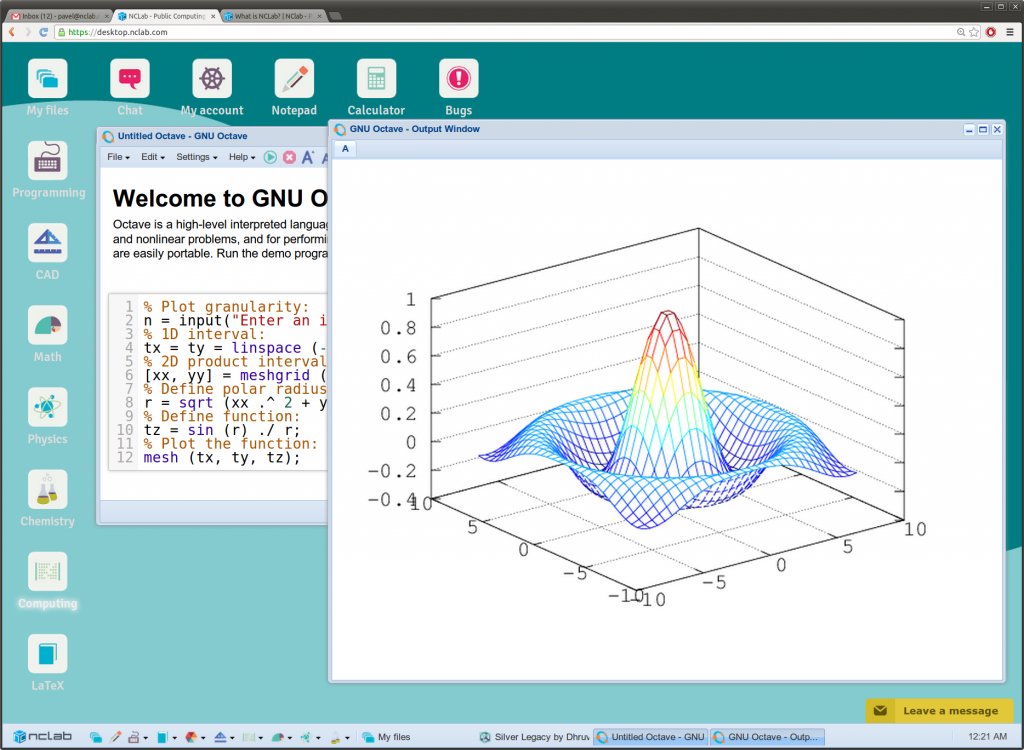 Inbox (12) - pavel@nclab
NCLab - Public Computing
What is NCLab? | NCLab - F
https://desktop.nclab.com
My files
Chat
My account
Notepad
Calculator
Bugs
Programming
CAD
Math
Physics
Chemistry
Computing
LaTeX
Untitled Octave - GNU Octave
File
Edit
Settings
Help
A
Welcome to GNU O
Octave is a high-level interpreted languag
and nonlinear problems, and for performi
are easily portable. Run the demo progra
1 % Plot granularity:
2 n = input("Enter an i
3 % 1D interval:
4 tx = ty = linspace (-
5 % 2D product interval
6 [xx, yy] = meshgrid (
7 % Define polar radius
8 r = sqrt (xx .^ 2 + y
9 % Define function:
10 tz = sin (r) ./ r;
11 % Plot the function:
12 mesh (tx, ty, tz);
GNU Octave - Output Window
A
1
0.8
0.6
0.4
0.2
0
-0.2
-0.4
10
5
0
-5
-10
-10
-5
0
5
10
Leave a message
nclab
My files
Silver Legacy by Dhruv
Untitled Octave - GNU
GNU Octave - Outp...
12:21 AM